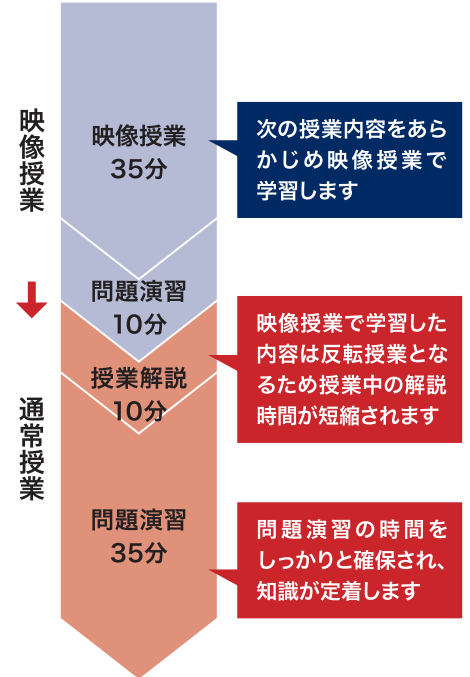 映像授業
映像授業
35分
次の授業内容をあら
かじめ映像授業で
学習します
問題演習
10分
授業解説
10分
映像授業で学習した
内容は反転授業とな
るため授業中の解説
時間が短縮されます
通常授業
問題演習
35分
問題演習の時間を
しっかりと確保され、
知識が定着します